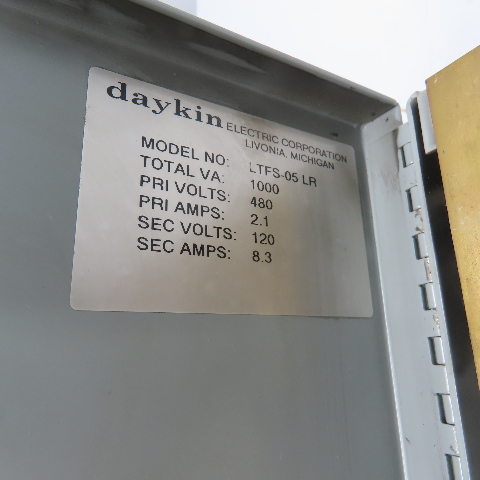 daykin ELECTRIC CORPORATION
LIVONIA, MICHIGAN
MODEL NO: LTFS-05 LR
TOTAL VA: 1000
PRI VOLTS: 480
PRI AMPS: 2.1
SEC VOLTS: 120
SEC AMPS: 8.3